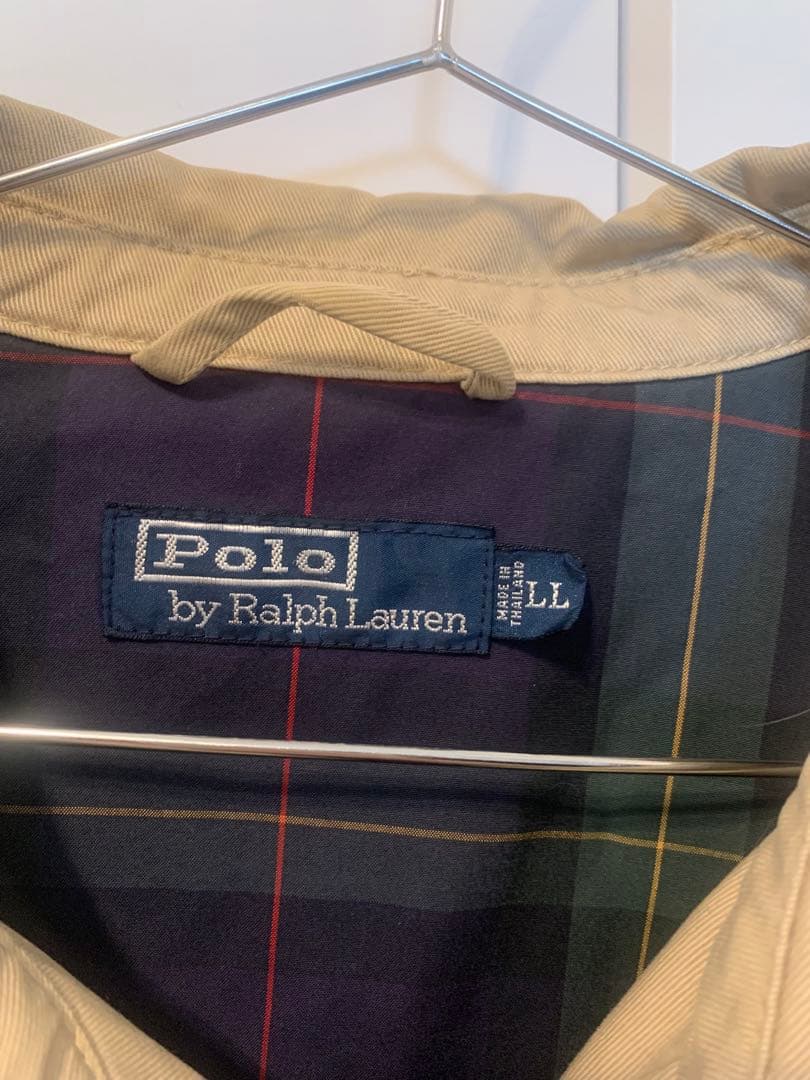 Polo
by Ralph Lauren
MADE IN
THAILAND
LL